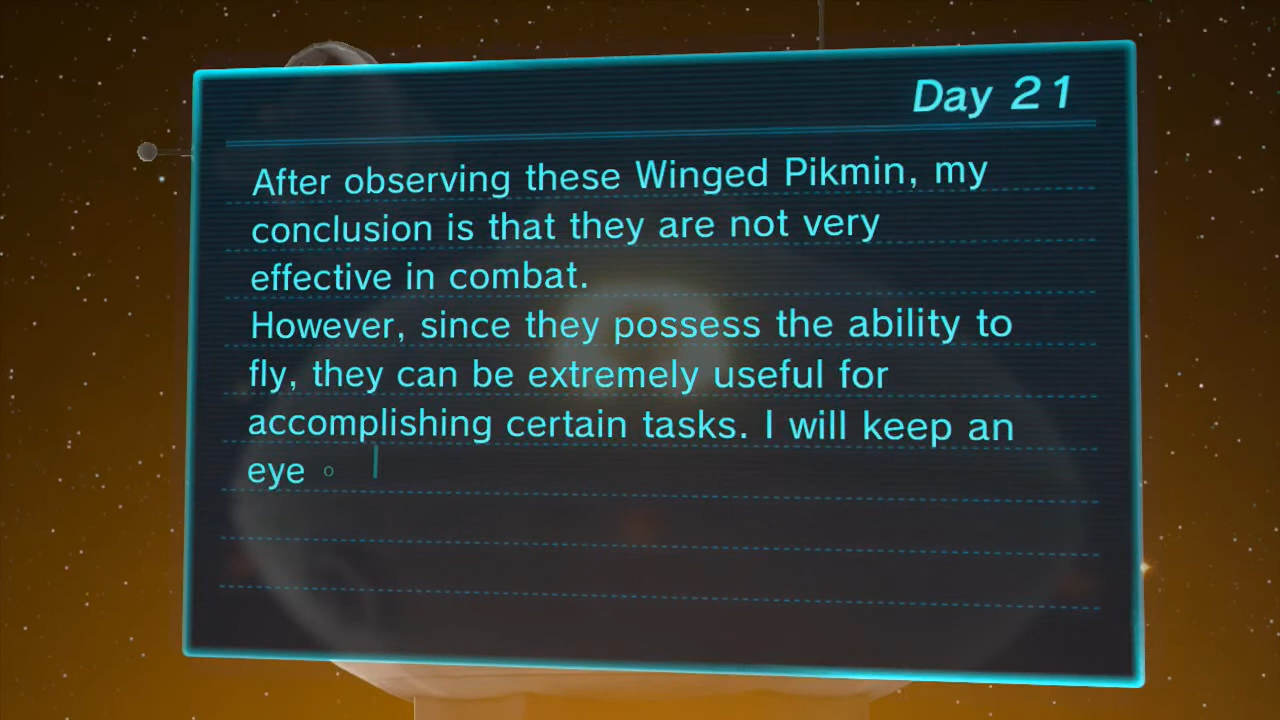 Day 21
After observing these Winged Pikmin, my
conclusion is that they are not very
effective in combat.
However, since they possess the ability to
fly, they can be extremely useful for
accomplishing certain tasks. I will keep an
eye o